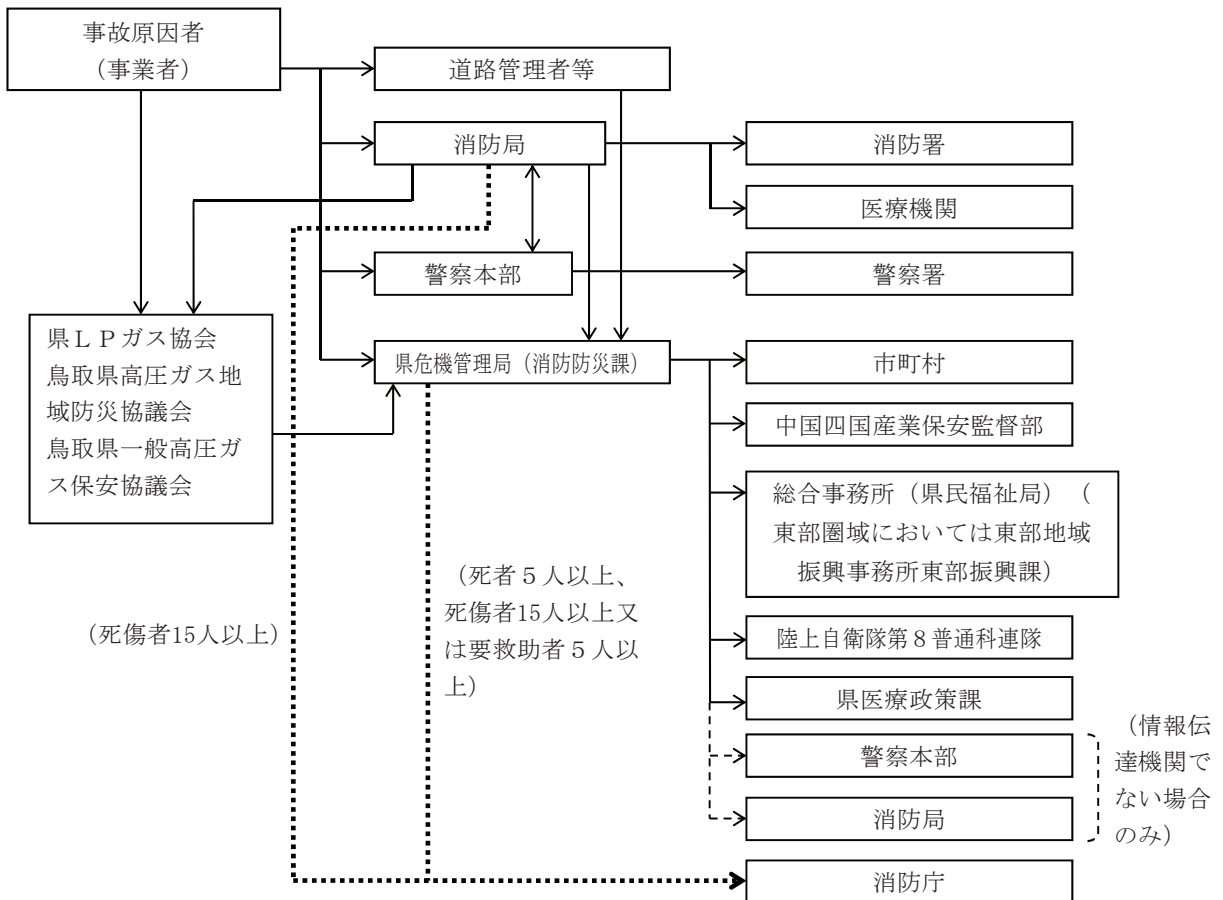 事故原因者
（事業者）
道路管理者等
消防局
消防署
医療機関
警察本部
警察署
県ＬＰガス協会
鳥取県高圧ガス地
域防災協議会
鳥取県一般高圧ガ
ス保安協議会
県危機管理局（消防防災課）
市町村
中国四国産業保安監督部
総合事務所（県民福祉局）（
東部圏域においては東部地域
振興事務所東部振興課）
（死者５人以上、
死傷者15人以上又
は要救助者５人以
上）
（死傷者15人以上）
陸上自衛隊第８普通科連隊
県医療政策課
警察本部
消防局
（情報伝
達機関で
ない場合
のみ）
消防庁